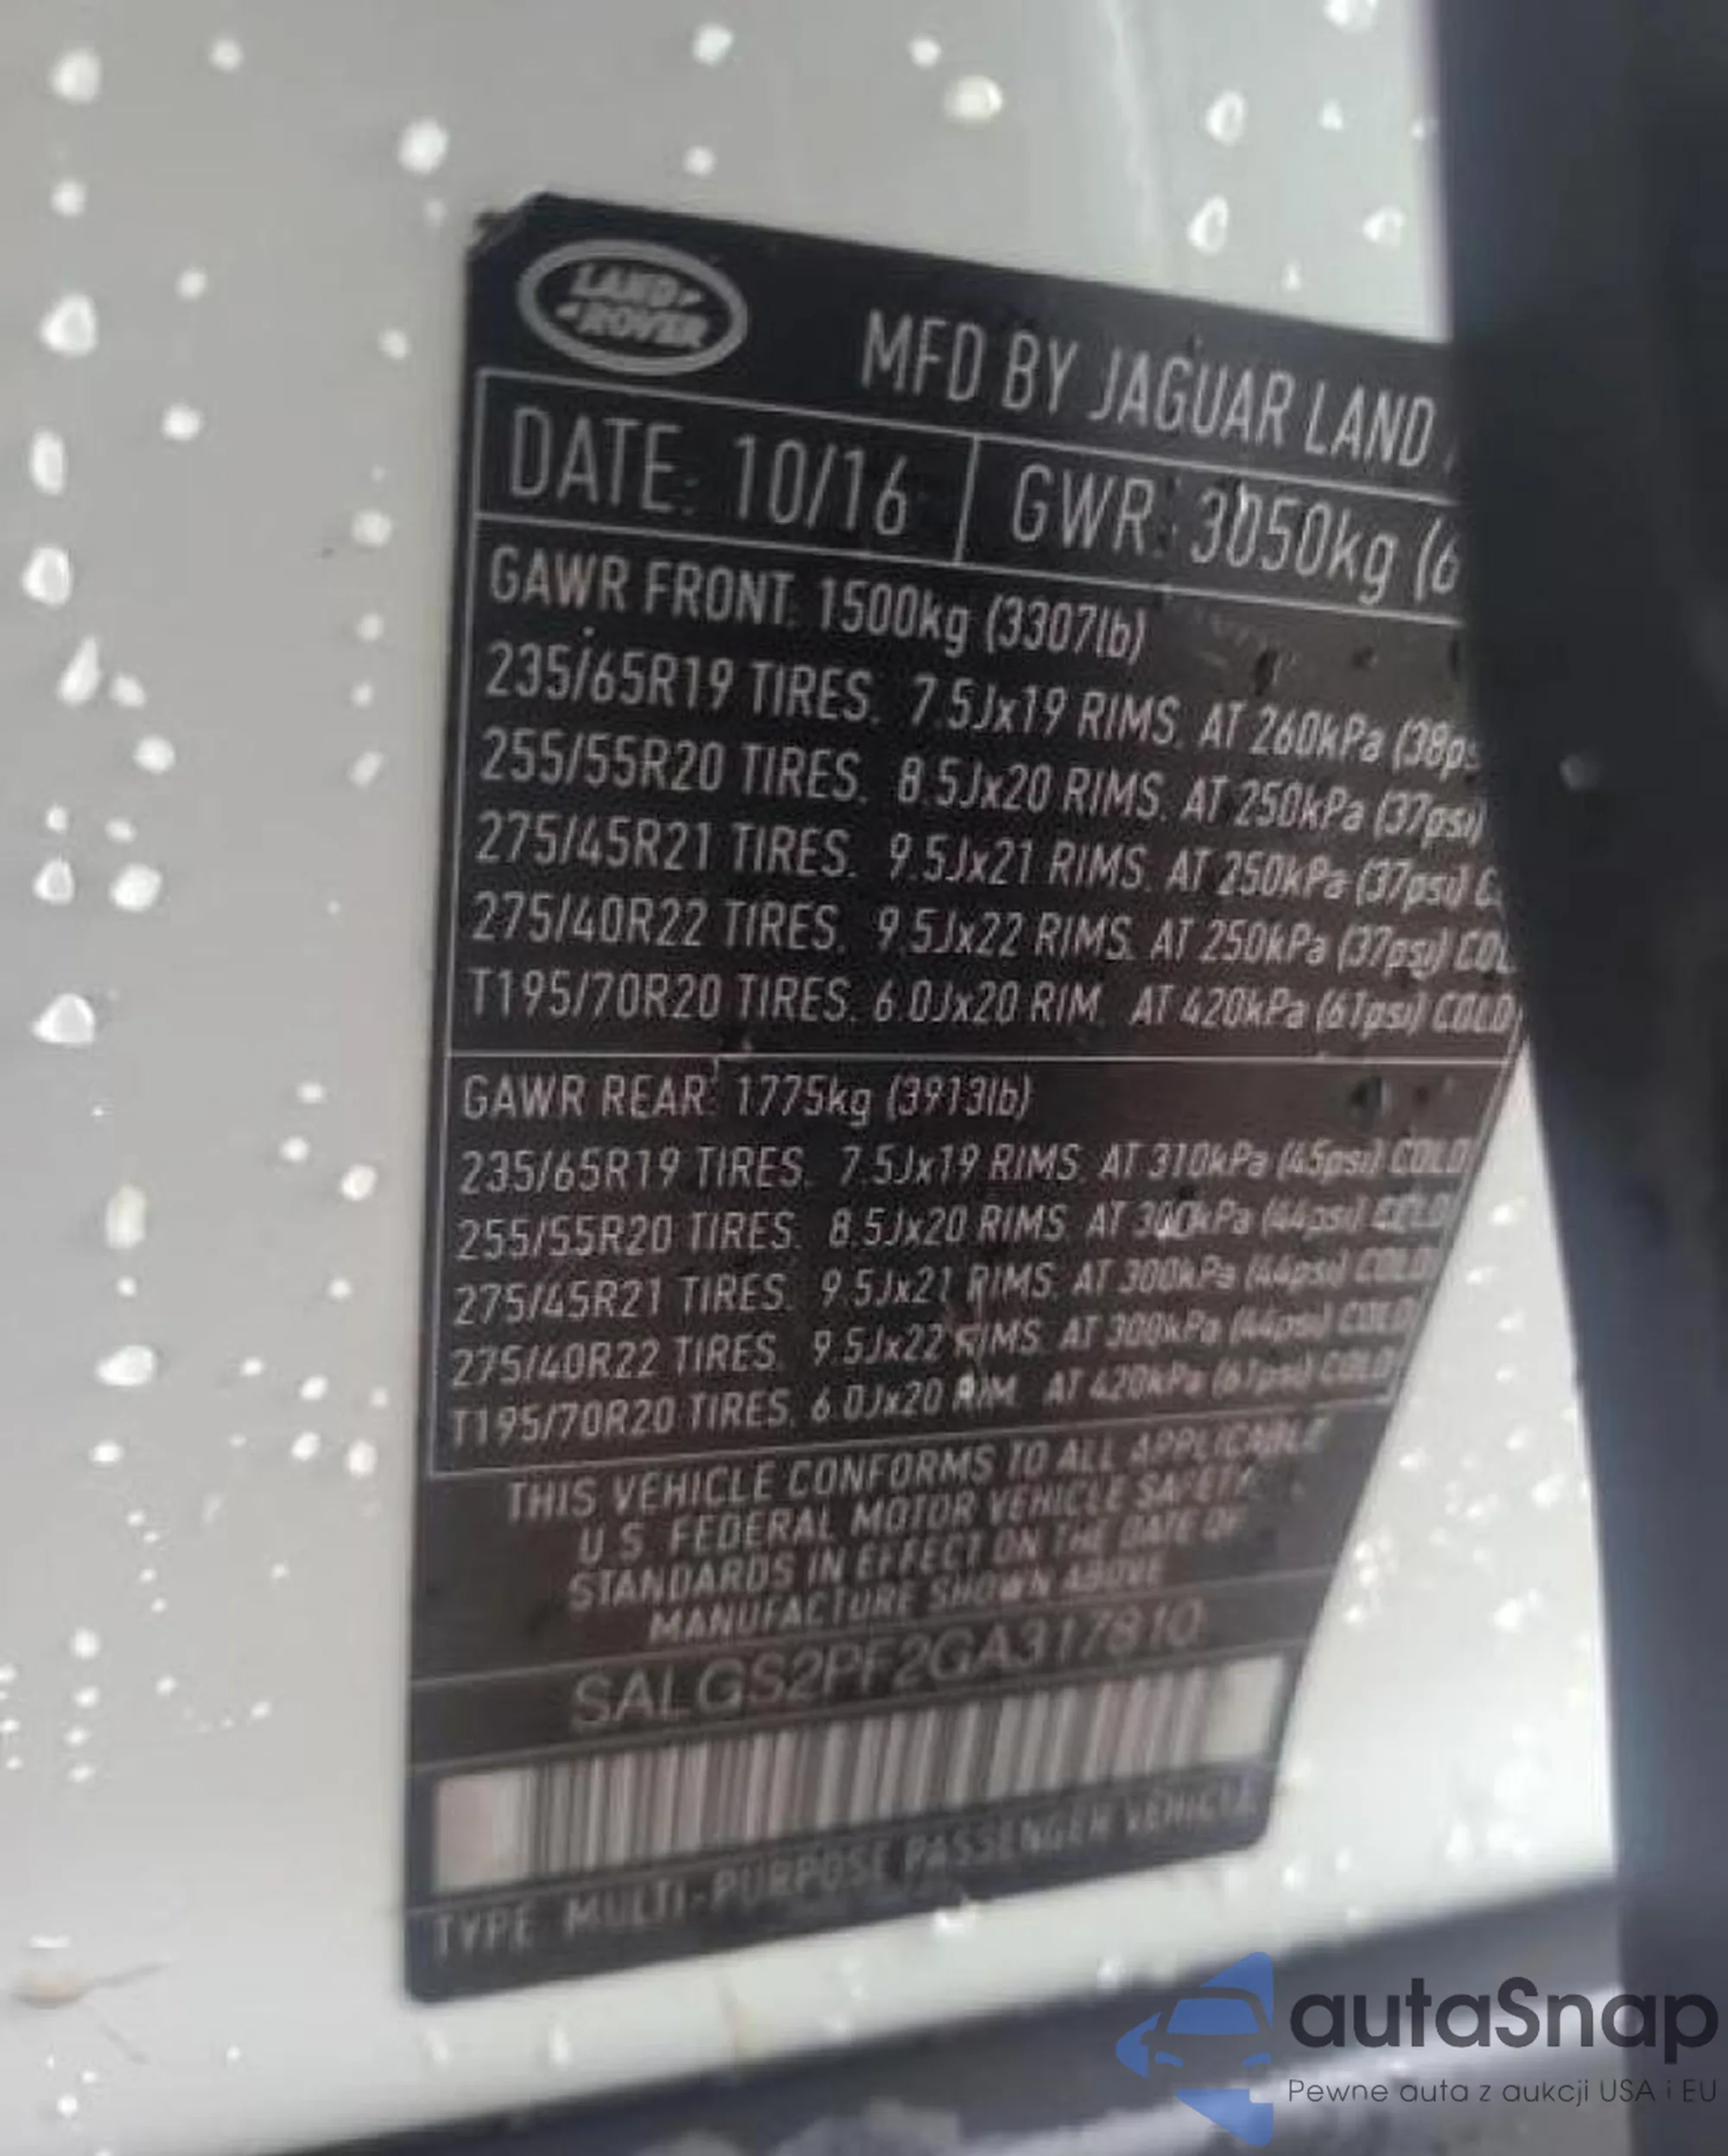 LAND-
-ROVER
MFD BY JAGUAR LAND
DATE: 10/16
GWR: 3050kg (6
GAWR FRONT: 1500kg (3307lb)
235/65R19 TIRES. 7.5Jx19 RIMS. AT 260kPa (38ps
255/55R20 TIRES. 8.5Jx20 RIMS. AT 250kPa (37psi)
275/45R21 TIRES. 9.5Jx21 RIMS. AT 250kPa (37psi) C
275/40R22 TIRES. 9.5Jx22 RIMS. AT 250kPa (37psi) COL
T195/70R20 TIRES. 6.0Jx20 RIM. AT 420kPa (61psi) COLD
GAWR REAR: 1775kg (3913lb)
235/65R19 TIRES. 7.5Jx19 RIMS. AT 310kPa (45psi) COLD
255/55R20 TIRES. 8.5Jx20 RIMS. AT 300kPa (44psi) COLD
275/45R21 TIRES. 9.5Jx21 RIMS. AT 300kPa (44psi) COLD
275/40R22 TIRES. 9.5Jx22 RIMS. AT 300kPa (44psi) COLD
T195/70R20 TIRES. 6.0Jx20 RIM. AT 420kPa (61psi) COLD
THIS VEHICLE CONFORMS TO ALL APPLICABLE
U.S. FEDERAL MOTOR VEHICLE SAFETY
STANDARDS IN EFFECT ON THE DATE OF
MANUFACTURE SHOWN ABOVE
SALGS2PF2GA317810
TYPE MULTI-PURPOSE PASSENGER VEHICLE
autaSnap
Pewne auta z aukcji USA i EU